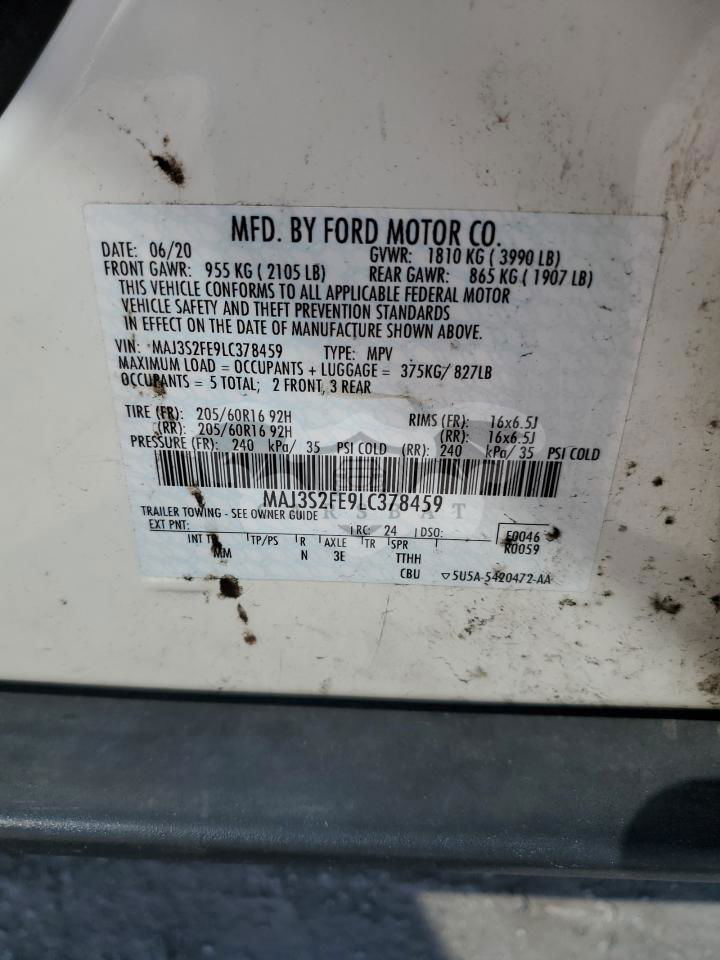 MFD. BY FORD MOTOR CO.
DATE: 06/20 GVWR: 1810 KG ( 3990 LB)
FRONT GAWR: 955 KG ( 2105 LB) REAR GAWR: 865 KG ( 1907 LB)
THIS VEHICLE CONFORMS TO ALL APPLICABLE FEDERAL MOTOR
VEHICLE SAFETY AND THEFT PREVENTION STANDARDS
IN EFFECT ON THE DATE OF MANUFACTURE SHOWN ABOVE.
VIN: MAJ3S2FE9LC378459 TYPE: MPV
MAXIMUM LOAD = OCCUPANTS + LUGGAGE = 375KG/ 827LB
OCCUPANTS = 5 TOTAL; 2 FRONT, 3 REAR
TIRE (FR): 205/60R16 92H RIMS (FR): 16x6.5J
(RR): 205/60R16 92H (RR): 16x6.5J
PRESSURE (FR): 240 kPa/ 35 PSI COLD (RR): 240 kPa/ 35 PSI COLD
MAJ3S2FE9LC378459
TRAILER TOWING - SEE OWNER GUIDE
EXT PNT: RC: 24 DSO: E0046
R0059
INT TR TP/PS R AXLE TR SPR
MM N 3E TTHH
CBU ▽5U5A-5420472-AA